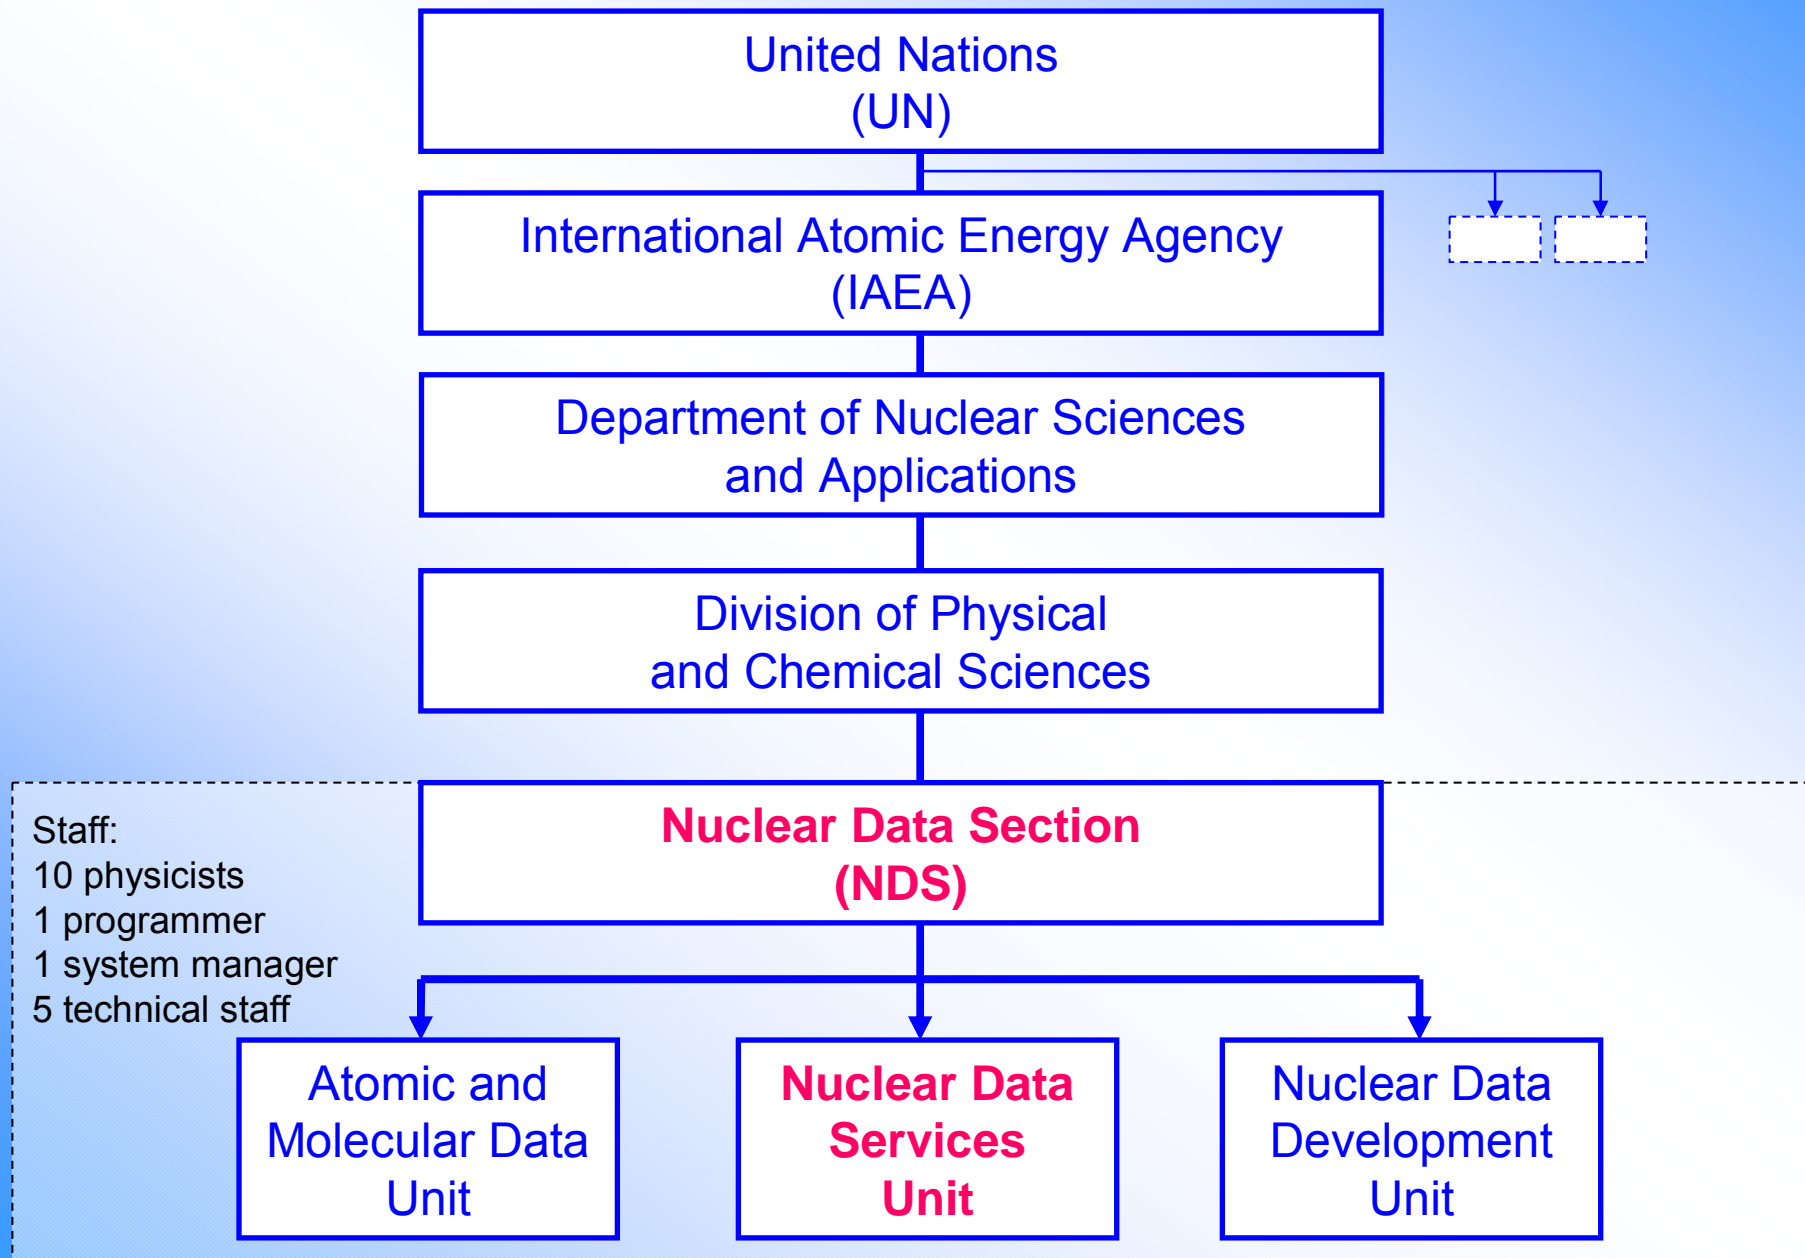 United Nations
(UN)
International Atomic Energy Agency
(IAEA)
Department of Nuclear Sciences
and Applications
Division of Physical
and Chemical Sciences
Nuclear Data Section
(NDS)
Staff:
10 physicists
1 programmer
1 system manager
5 technical staff
Atomic and
Molecular Data
Unit
Nuclear Data
Services
Unit
Nuclear Data
Development
Unit